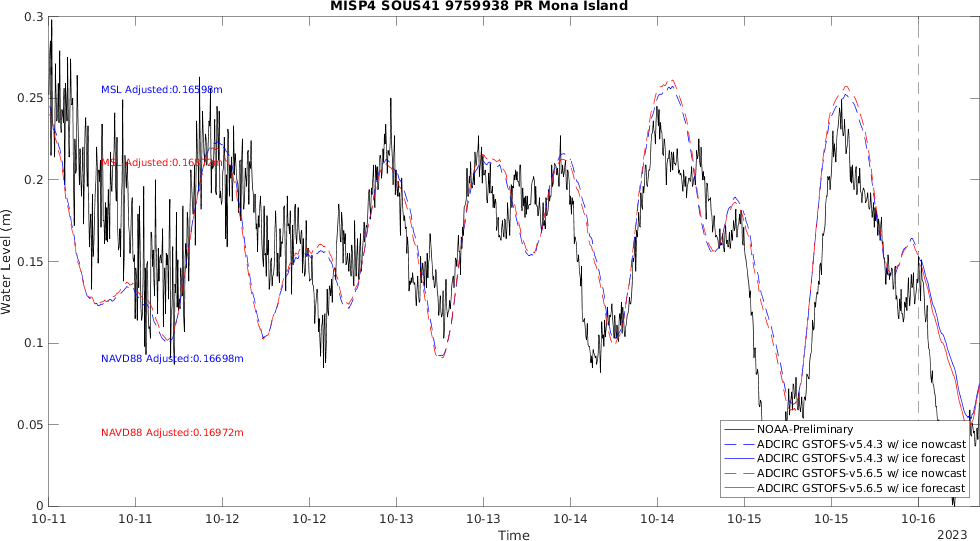 MISP4 SOUS41 9759938 PR Mona Island
Water Level (m)
0.3
0.25
0.2
0.15
0.1
0.05
0
MSL Adjusted:0.16598m
MSL Adjusted:
NAVD88 Adjusted:0.16698m
NAVD88 Adjusted:0.16972m
NOAA-Preliminary
ADCIRC GSTOFS-v5.4.3 w/ ice nowcast
ADCIRC GSTOFS-v5.4.3 w/ ice forecast
ADCIRC GSTOFS-v5.6.5 w/ ice nowcast
ADCIRC GSTOFS-v5.6.5 w/ ice forecast
10-11 10-11 10-12 10-12 10-13 10-13 10-14 10-14 10-15 10-15 10-16
Time
2023